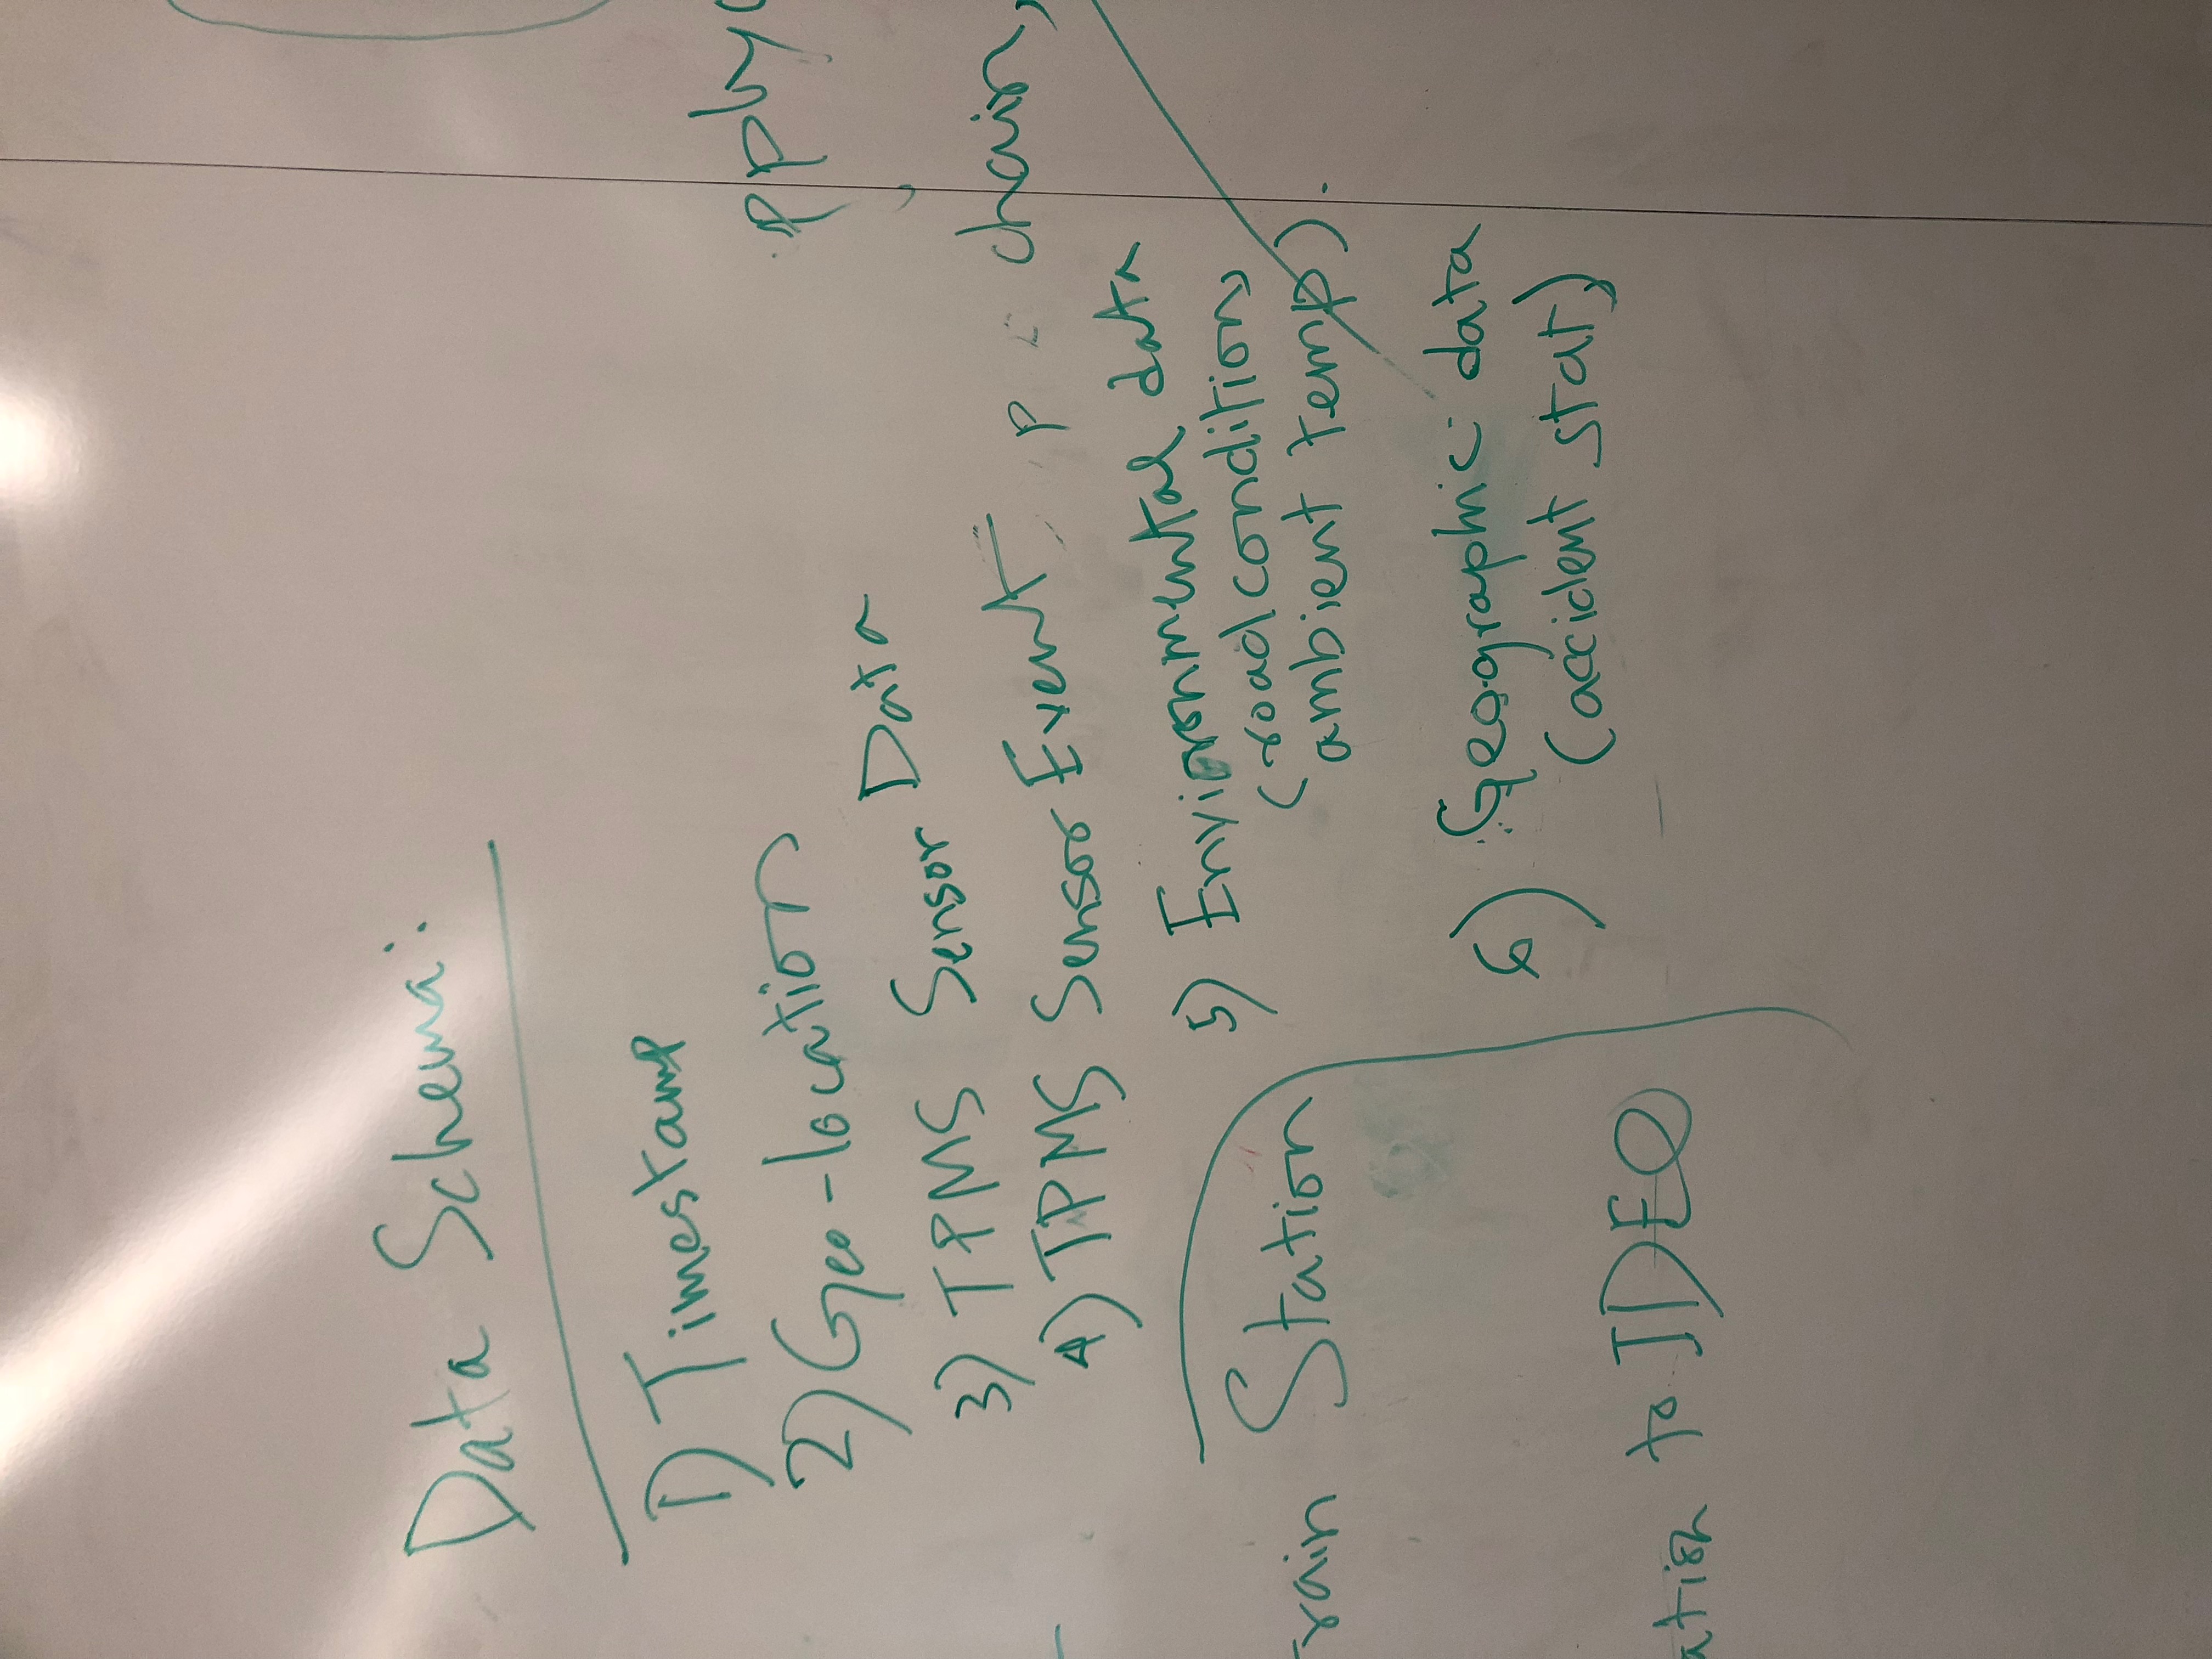 Data Schema:
1) Timestamp
2) Geo-location
3) TPMS Sensor Data
4) TPMS Sensor Event
p chain,
5) Environmental data
(road condition,
ambient temp).
6) Geographic data
(accident stat)
rain Station
ation to IDEO